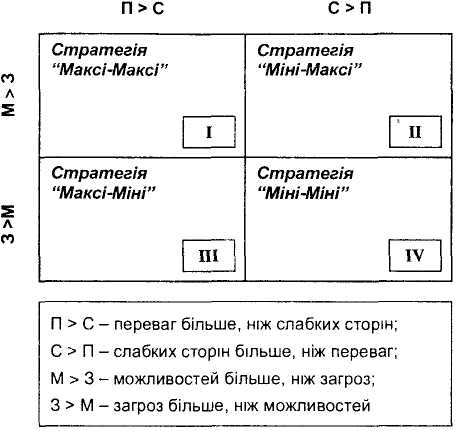 П > С
С > П
М > З
Стратегія
“Максі-Максі”
I
Стратегія
“Міні-Максі”
II
З >М
Стратегія
“Максі-Міні”
III
Стратегія
“Міні-Міні”
IV
П > С – переваг більше, ніж слабких сторін;
С > П – слабких сторін більше, ніж переваг;
М > З – можливостей більше, ніж загроз;
З > М – загроз більше, ніж можливостей